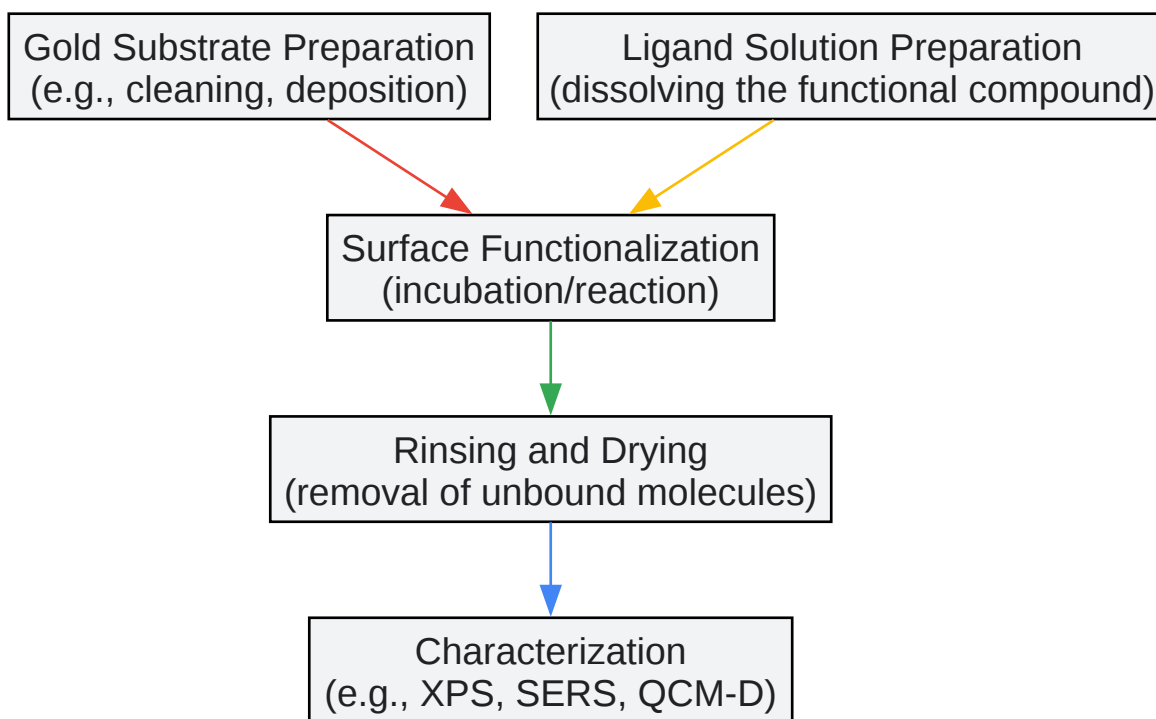 Gold Substrate Preparation
(e.g., cleaning, deposition)
Ligand Solution Preparation
(dissolving the functional compound)
Surface Functionalization
(incubation/reaction)
Rinsing and Drying
(removal of unbound molecules)
Characterization
(e.g., XPS, SERS, QCM-D)